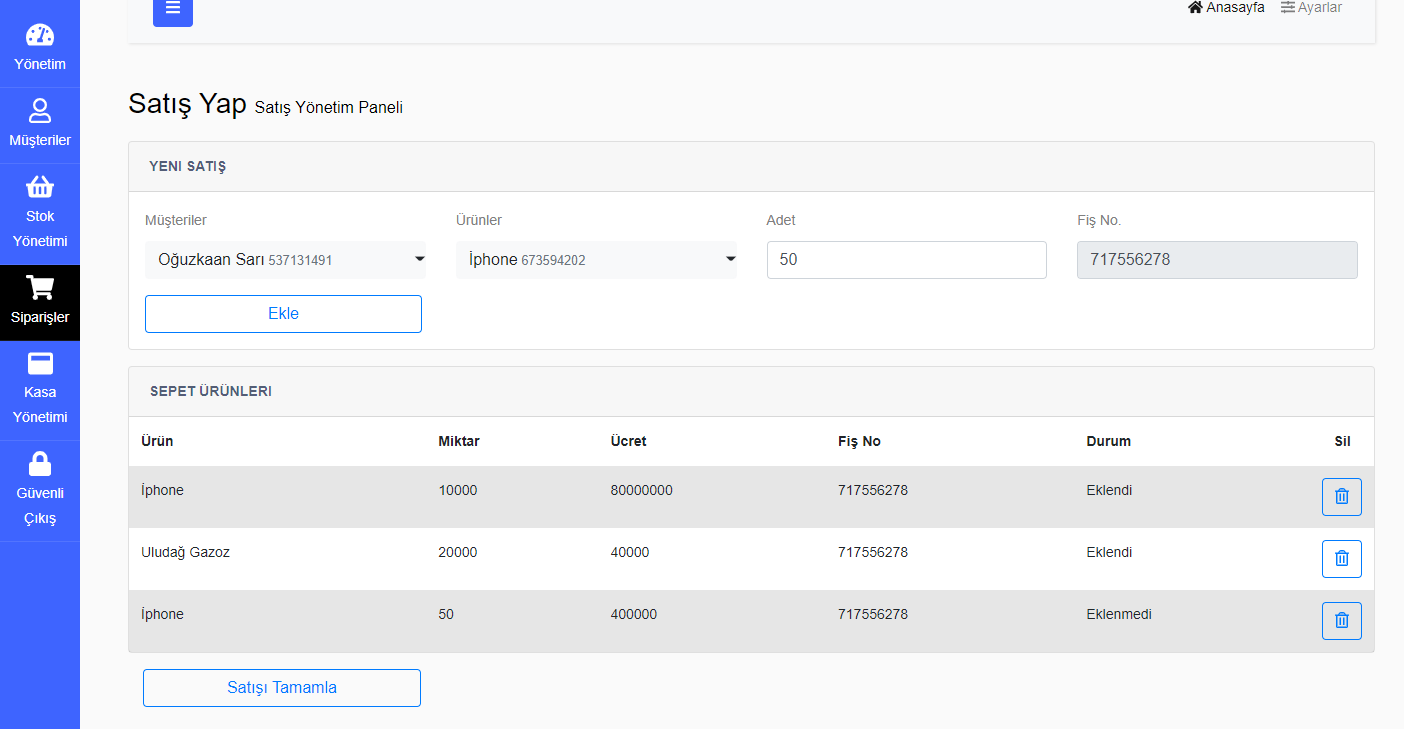 Anasayfa Ayarlar
Yönetim
Müşteriler
Stok
Yönetimi
Siparişler
Kasa
Yönetimi
Güvenli
Çıkış
Satış Yap Satış Yönetim Paneli
YENI SATIŞ
Müşteriler Ürünler Adet Fiş No.
Oğuzkaan Sarı 537131491 İphone 673594202 50 717556278
Ekle
SEPET ÜRÜNLERI
Ürün Miktar Ücret Fiş No Durum Sil
İphone 10000 80000000 717556278 Eklendi
Uludağ Gazoz 20000 40000 717556278 Eklendi
İphone 50 400000 717556278 Eklenmedi
Satışı Tamamla